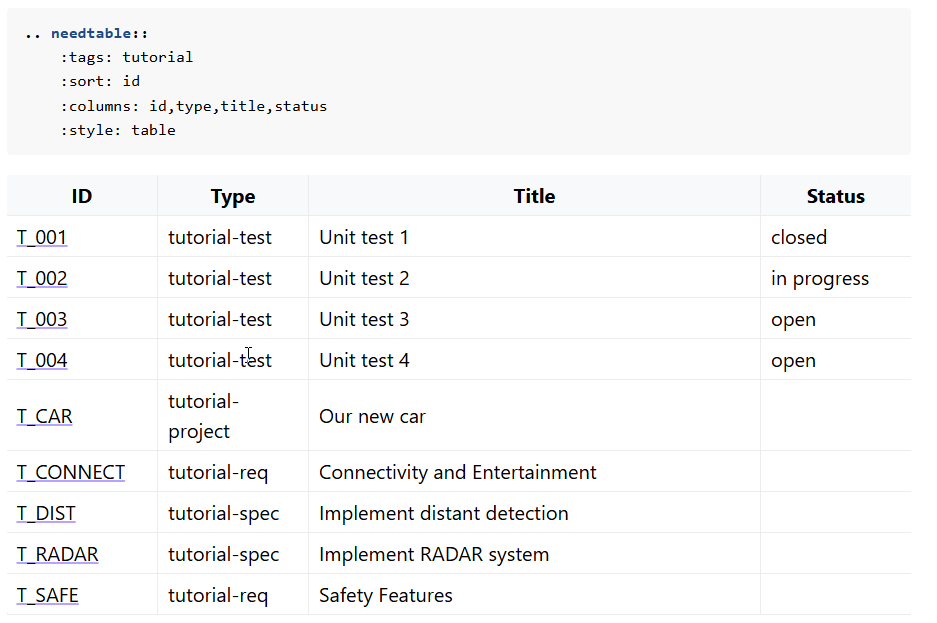 .. needtable::
:tags: tutorial
:sort: id
:columns: id,type,title,status
:style: table
ID Type Title Status
T_001 tutorial-test Unit test 1 closed
T_002 tutorial-test Unit test 2 in progress
T_003 tutorial-test Unit test 3 open
T_004 tutorial-test Unit test 4 open
T_CAR tutorial-
project Our new car
T_CONNECT tutorial-req Connectivity and Entertainment
T_DIST tutorial-spec Implement distant detection
T_RADAR tutorial-spec Implement RADAR system
T_SAFE tutorial-req Safety Features